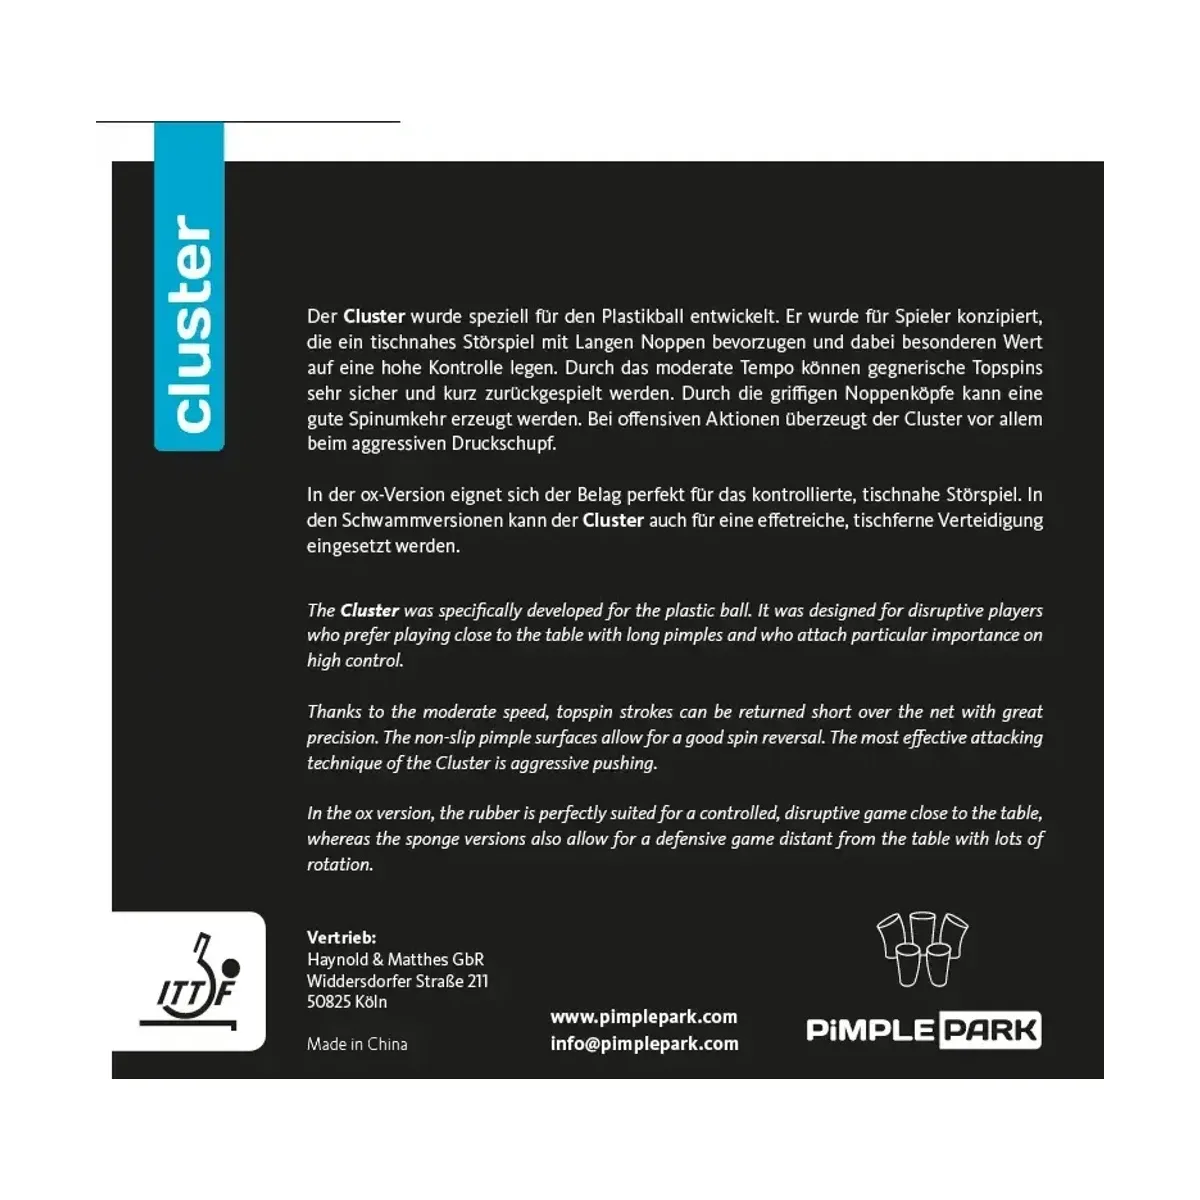 cluster
Der Cluster wurde speziell für den Plastikball entwickelt. Er wurde für Spieler konzipiert,
die ein tischnahes Störspiel mit Langen Noppen bevorzugen und dabei besonderen Wert
auf eine hohe Kontrolle legen. Durch das moderate Tempo können gegnerische Topspins
sehr sicher und kurz zurückgespielt werden. Durch die griffigen Noppenköpfe kann eine
gute Spinumkehr erzeugt werden. Bei offensiven Aktionen überzeugt der Cluster vor allem
beim aggressiven Druckschupf.
In der ox-Version eignet sich der Belag perfekt für das kontrollierte, tischnahe Störspiel. In
den Schwammversionen kann der Cluster auch für eine effetreiche, tischferne Verteidigung
eingesetzt werden.
The Cluster was specifically developed for the plastic ball. It was designed for disruptive players
who prefer playing close to the table with long pimples and who attach particular importance on
high control.
Thanks to the moderate speed, topspin strokes can be returned short over the net with great
precision. The non-slip pimple surfaces allow for a good spin reversal. The most effective attacking
technique of the Cluster is aggressive pushing.
In the ox version, the rubber is perfectly suited for a controlled, disruptive game close to the table,
whereas the sponge versions also allow for a defensive game distant from the table with lots of
rotation.
ITTF
Vertrieb:
Haynold & Matthes GbR
Widdersdorfer Straße 211
50825 Köln
Made in China
www.pimplepark.com
info@pimplepark.com
PiMPLEPARK